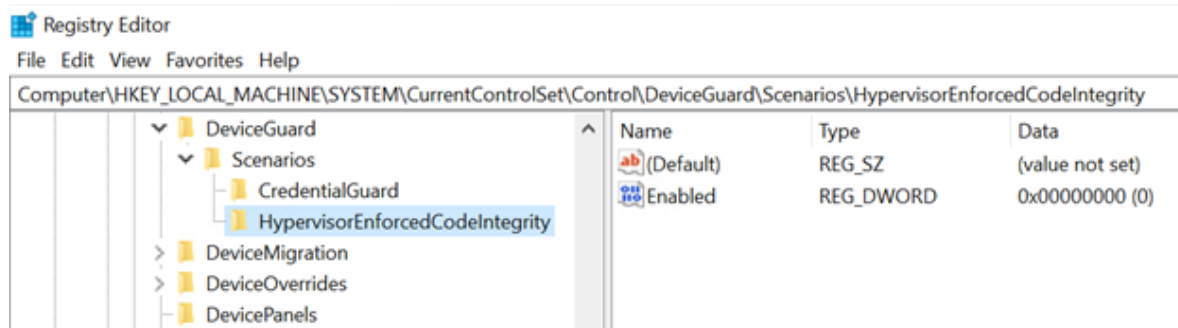 Registry Editor
File Edit View Favorites Help
Computer\HKEY_LOCAL_MACHINE\SYSTEM\CurrentControlSet\Control\DeviceGuard\Scenarios\HypervisorEnforcedCodeIntegrity
DeviceGuard
Scenarios
CredentialGuard
HypervisorEnforcedCodeIntegrity
DeviceMigration
DeviceOverrides
DevicePanels
Name Type Data
ab (Default) REG_SZ (value not set)
Enabled REG_DWORD 0x00000000 (0)